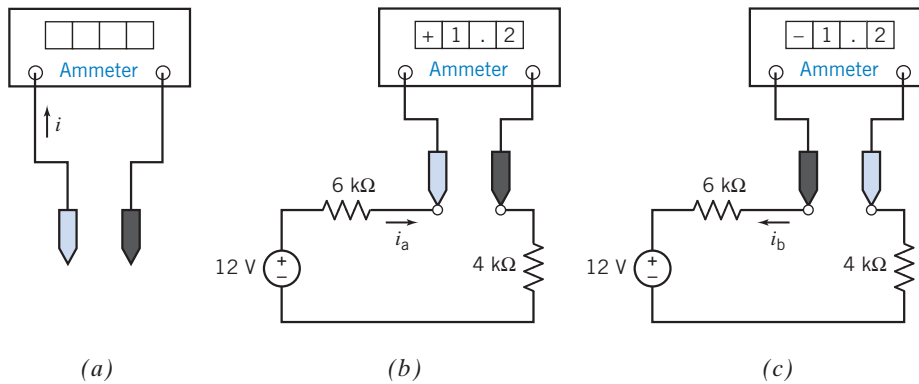 Ammeter
i
(a)
+ 1 . 2
Ammeter
6 kΩ
i_a
12 V
+
−
4 kΩ
(b)
− 1 . 2
Ammeter
6 kΩ
i_b
12 V
+
−
4 kΩ
(c)